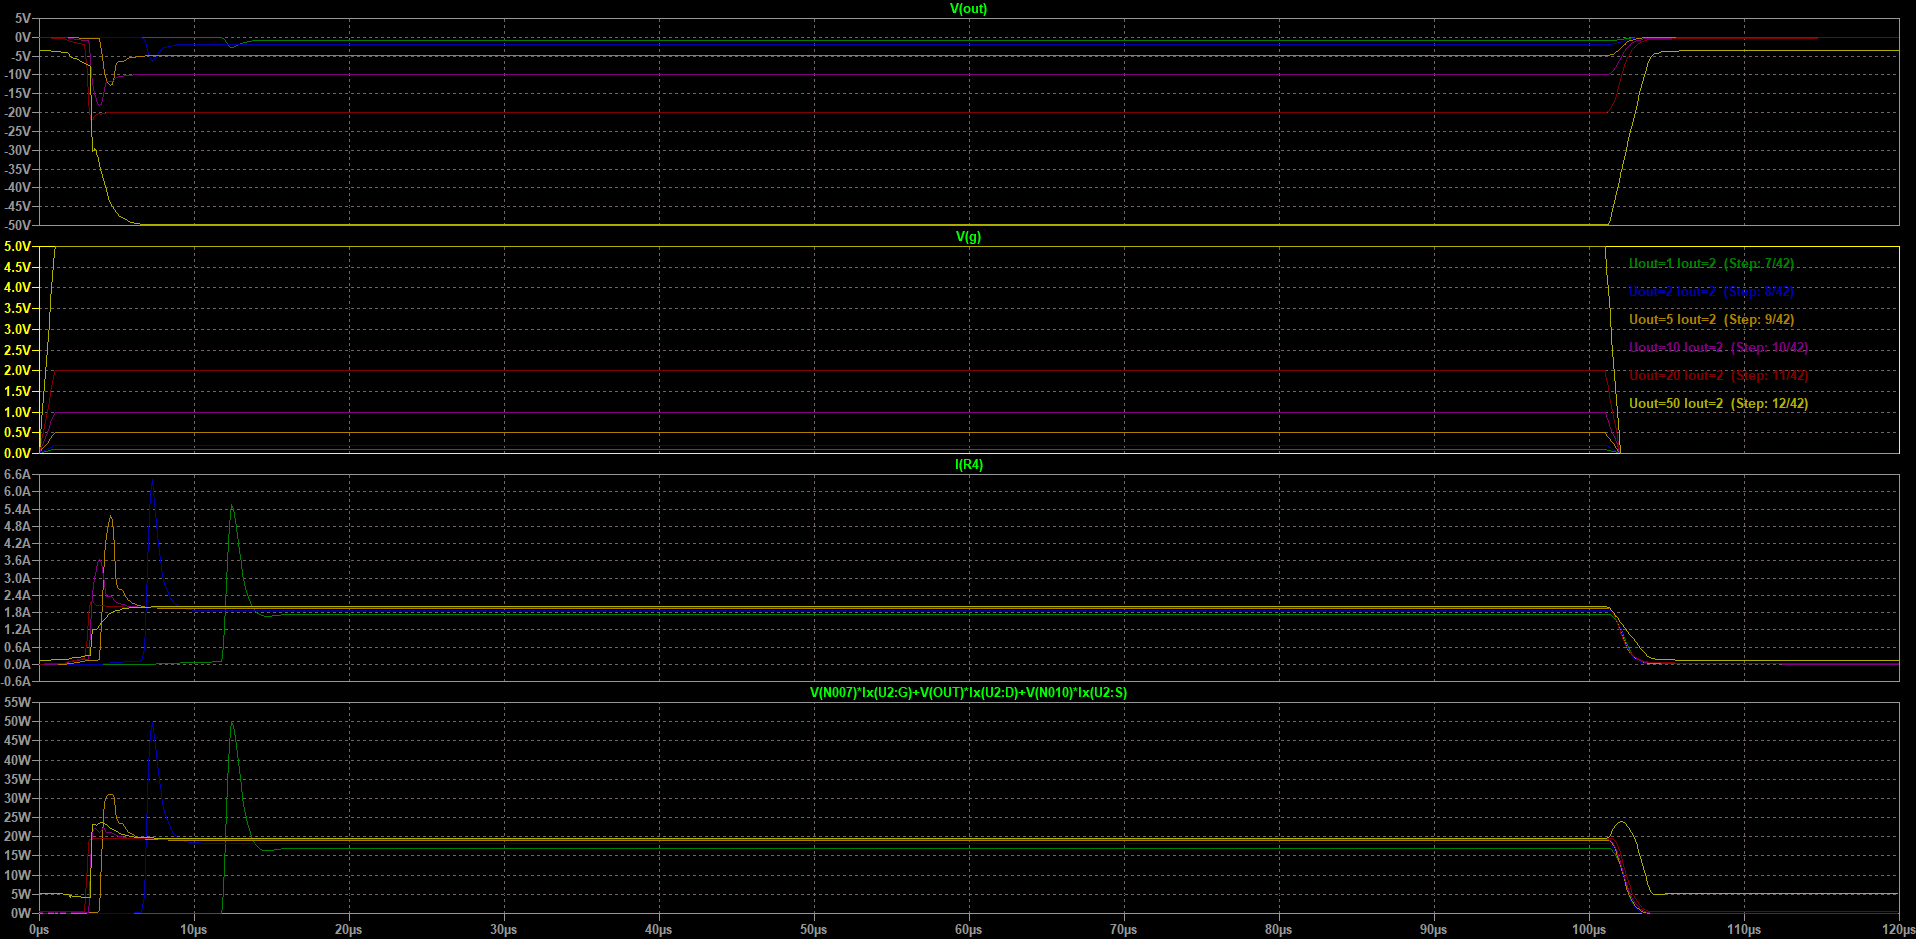 V(out)
5V
0V
-5V
-10V
-15V
-20V
-25V
-30V
-35V
-40V
-45V
-50V
V(g)
5.0V
4.5V
4.0V
3.5V
3.0V
2.5V
2.0V
1.5V
1.0V
0.5V
0.0V
Uout=1 Iout=2 (Step: 7/42)
Uout=2 Iout=2 (Step: 8/42)
Uout=5 Iout=2 (Step: 9/42)
Uout=10 Iout=2 (Step: 10/42)
Uout=20 Iout=2 (Step: 11/42)
Uout=50 Iout=2 (Step: 12/42)
I(R4)
6.6A
6.0A
5.4A
4.8A
4.2A
3.6A
3.0A
2.4A
1.8A
1.2A
0.6A
0.0A
-0.6A
V(N007)*Ix(U2:G)+V(OUT)*Ix(U2:D)+V(N010)*Ix(U2:S)
55W
50W
45W
40W
35W
30W
25W
20W
15W
10W
5W
0W
0µs 10µs 20µs 30µs 40µs 50µs 60µs 70µs 80µs 90µs 100µs 110µs 120µs